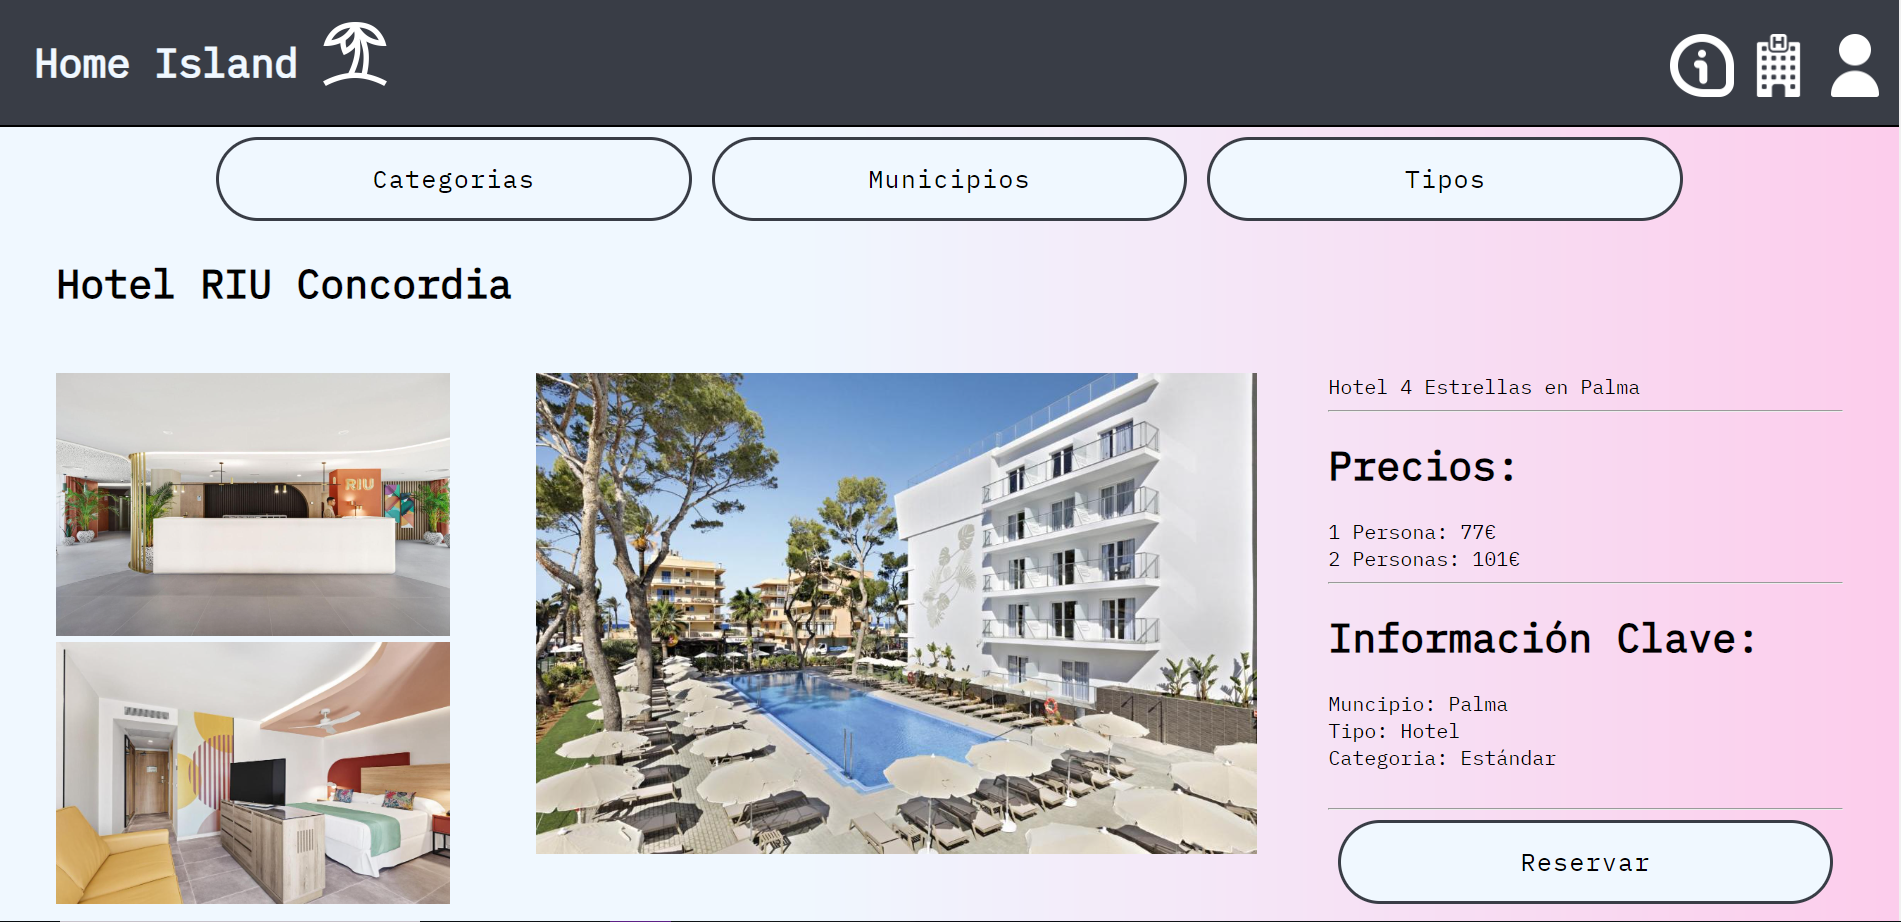 Home Island
Categorias
Municipios
Tipos
Hotel RIU Concordia
RIU
Hotel 4 Estrellas en Palma
Precios:
1 Persona: 77€
2 Personas: 101€
Información Clave:
Muncipio: Palma
Tipo: Hotel
Categoria: Estándar
Reservar